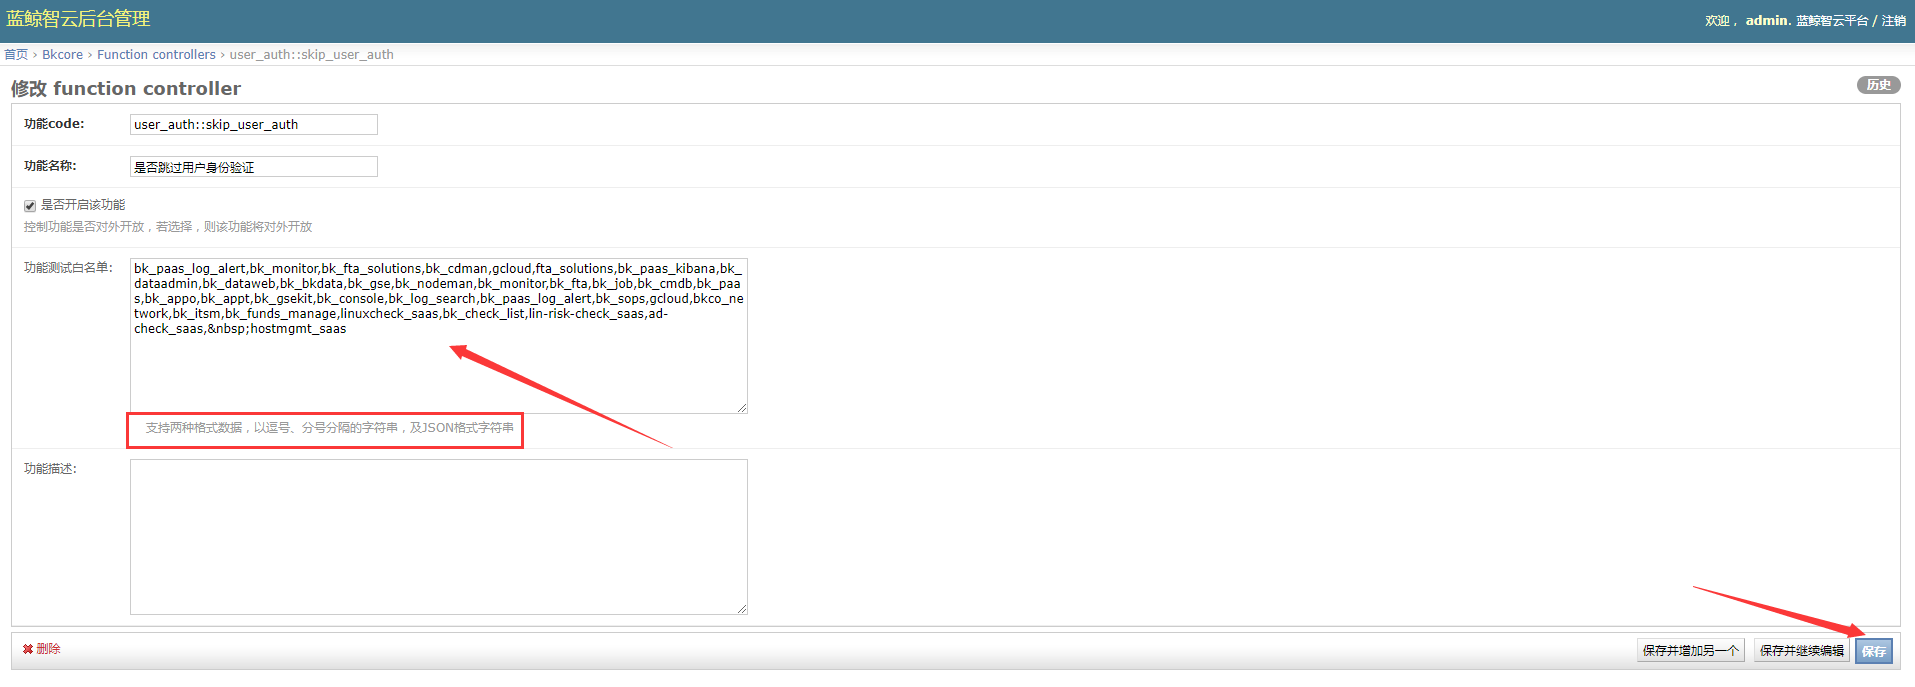 蓝鲸智云后台管理
欢迎， admin. 蓝鲸智云平台 / 注销
首页 › Bkcore › Function controllers › user_auth::skip_user_auth
修改 function controller
历史
功能code:
user_auth::skip_user_auth
功能名称:
是否跳过用户身份验证
是否开启该功能
控制功能是否对外开放，若选择，则该功能将对外开放
功能测试白名单:
bk_paas_log_alert,bk_monitor,bk_fta_solutions,bk_cdman,gcloud,fta_solutions,bk_paas_kibana,bk_
dataadmin,bk_dataweb,bk_bkdata,bk_gse,bk_nodeman,bk_monitor,bk_fta,bk_job,bk_cmdb,bk_paa
s,bk_appo,bk_appt,bk_gsekit,bk_console,bk_log_search,bk_paas_log_alert,bk_sops,gcloud,bkco_ne
twork,bk_itsm,bk_funds_manage,linuxcheck_saas,bk_check_list,lin-risk-check_saas,ad-
check_saas,&nbsp;hostmgmt_saas
支持两种格式数据，以逗号、分号分隔的字符串，及JSON格式字符串
功能描述:
删除
保存并增加另一个
保存并继续编辑
保存